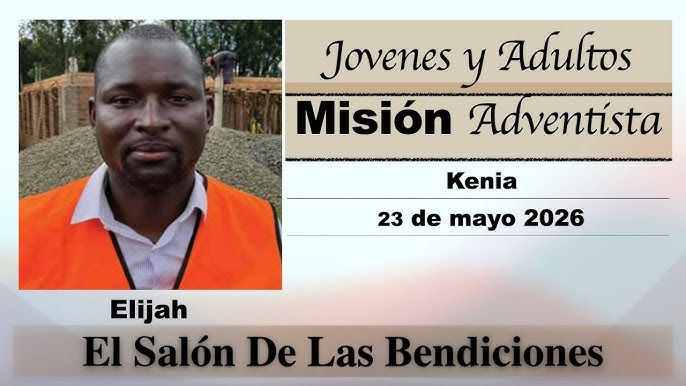 Jovenes y Adultos
Misión Adventista
Kenia
23 de mayo 2026
Elijah
El Salón De Las Bendiciones